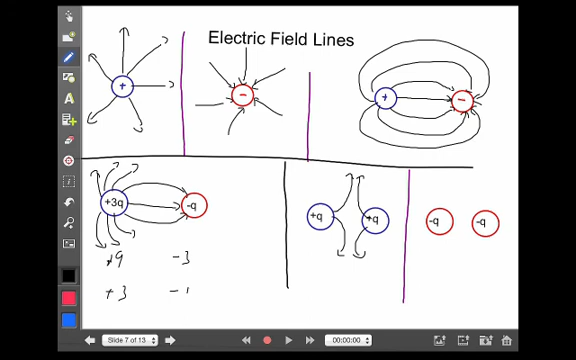 Electric Field Lines
+
-
+ -
+3q -q
+q +q
-q -q
+9 -3
+3 -1
Slide 7 of 13
00:00:00